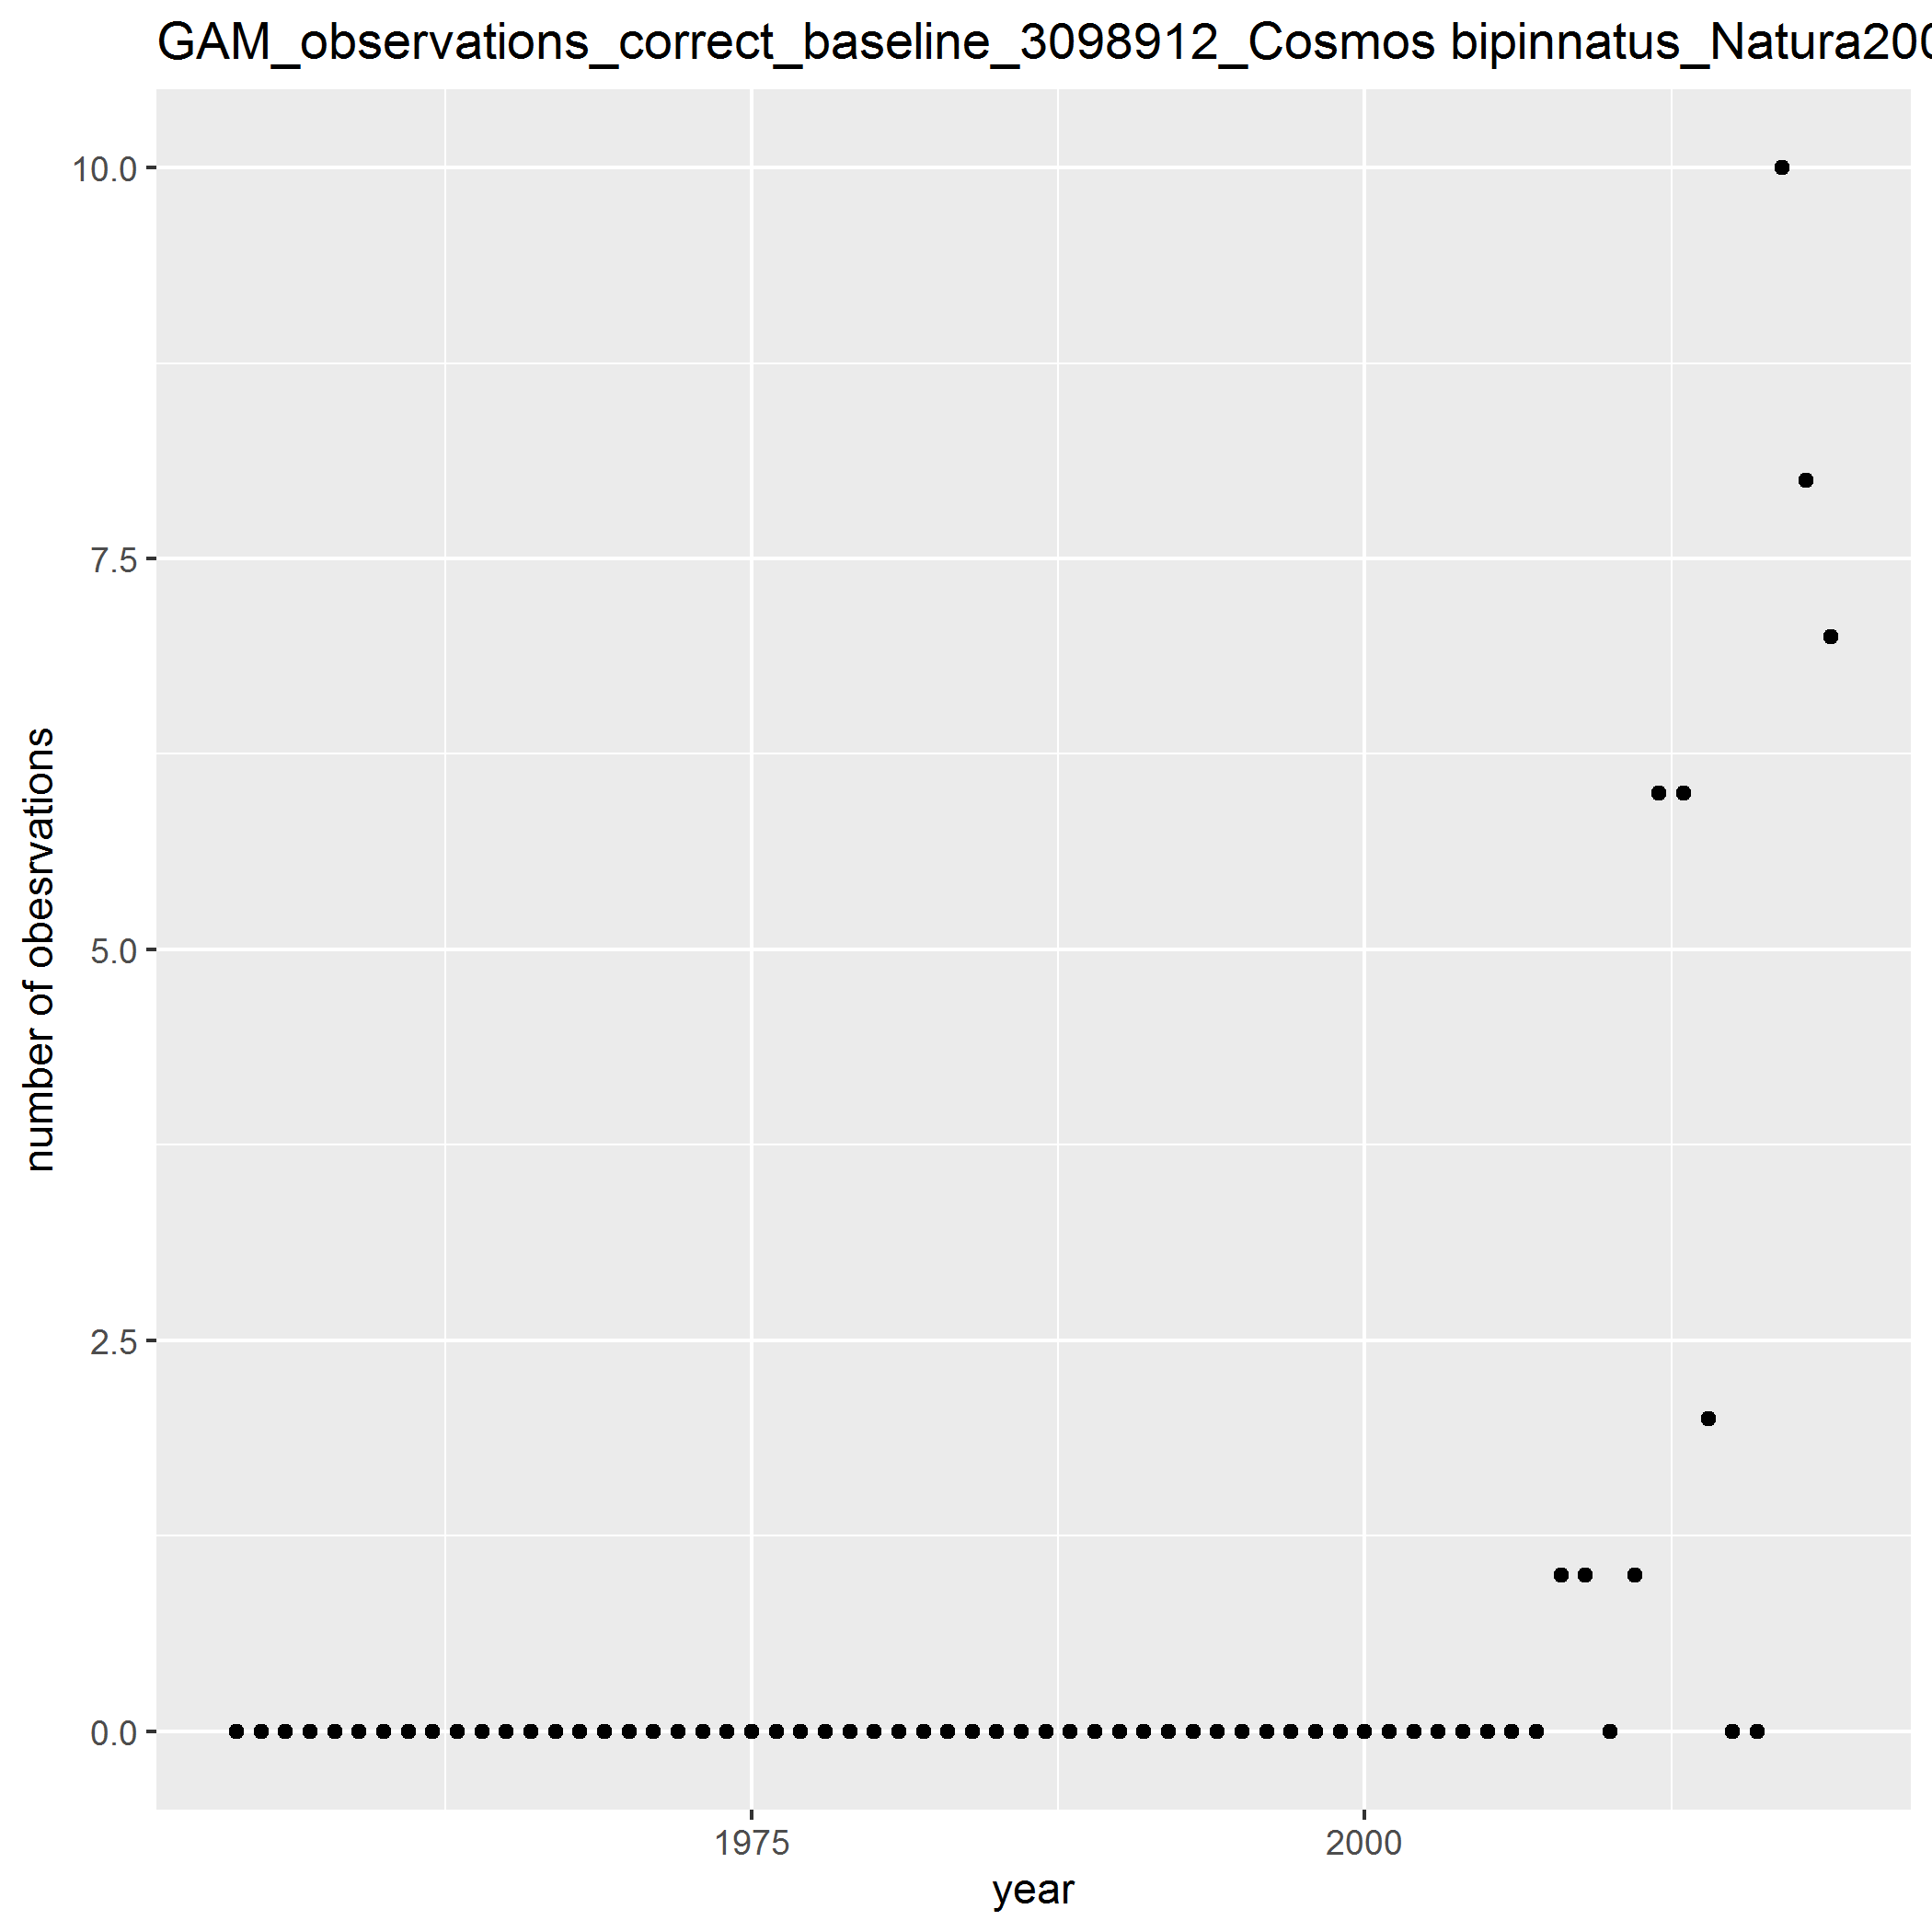 GAM_observations_correct_baseline_3098912_Cosmos bipinnatus_Natura200
10.0
7.5
5.0
2.5
0.0
number of obesrvations
1975
2000
year